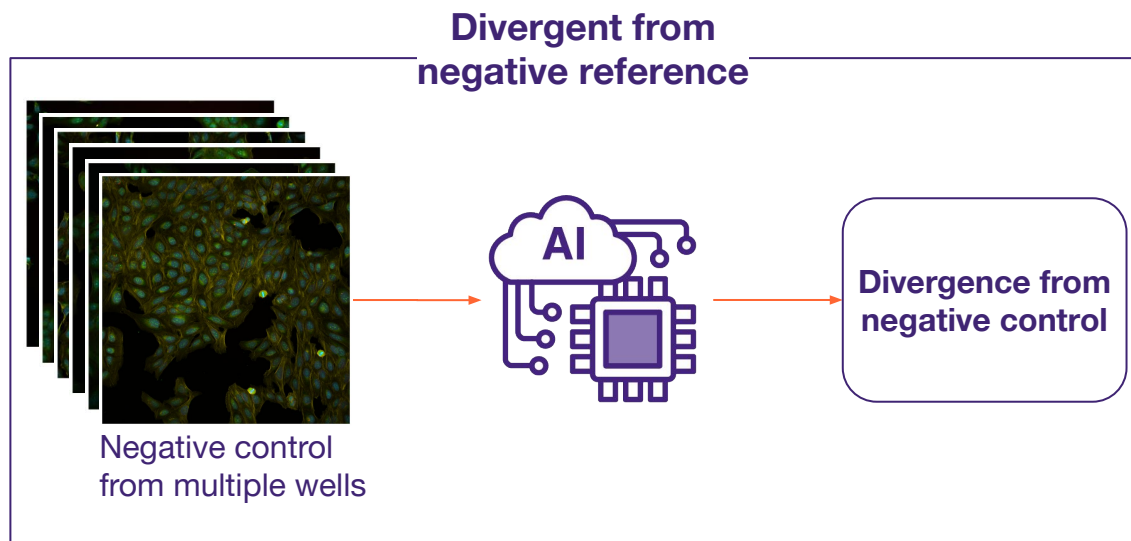 Divergent from
negative reference
AI
Divergence from
negative control
Negative control
from multiple wells